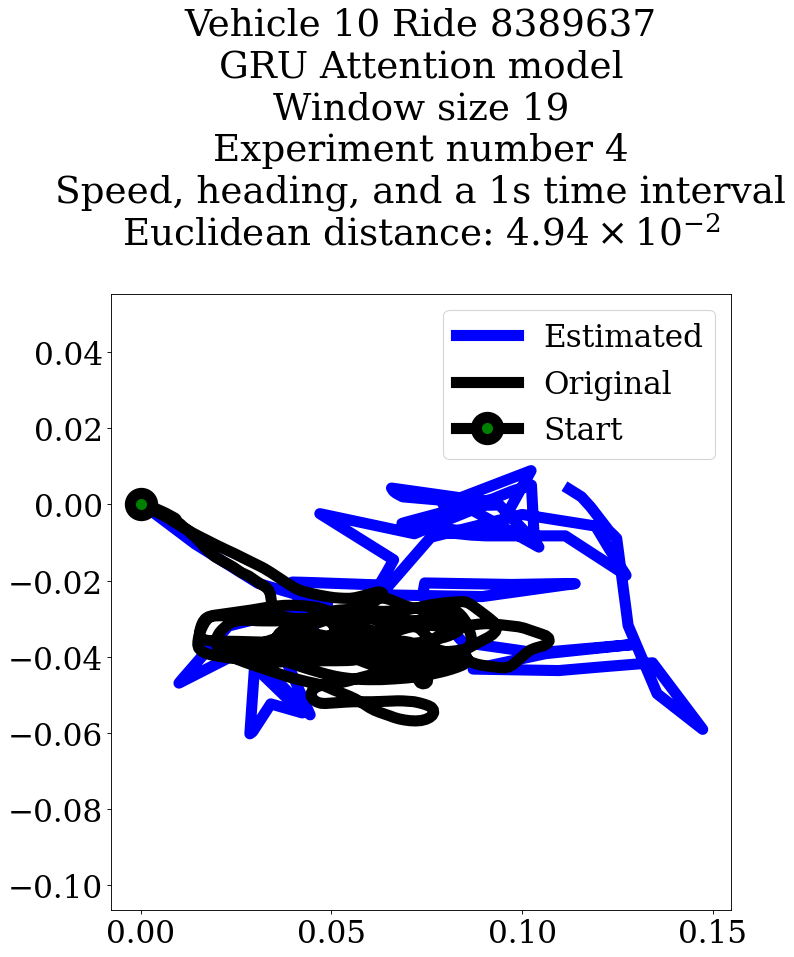 Vehicle 10 Ride 8389637
GRU Attention model
Window size 19
Experiment number 4
Speed, heading, and a 1s time interval
Euclidean distance: 4.94 × 10⁻²
Estimated
Original
Start
0.04
0.02
0.00
−0.02
−0.04
−0.06
−0.08
−0.10
0.00 0.05 0.10 0.15